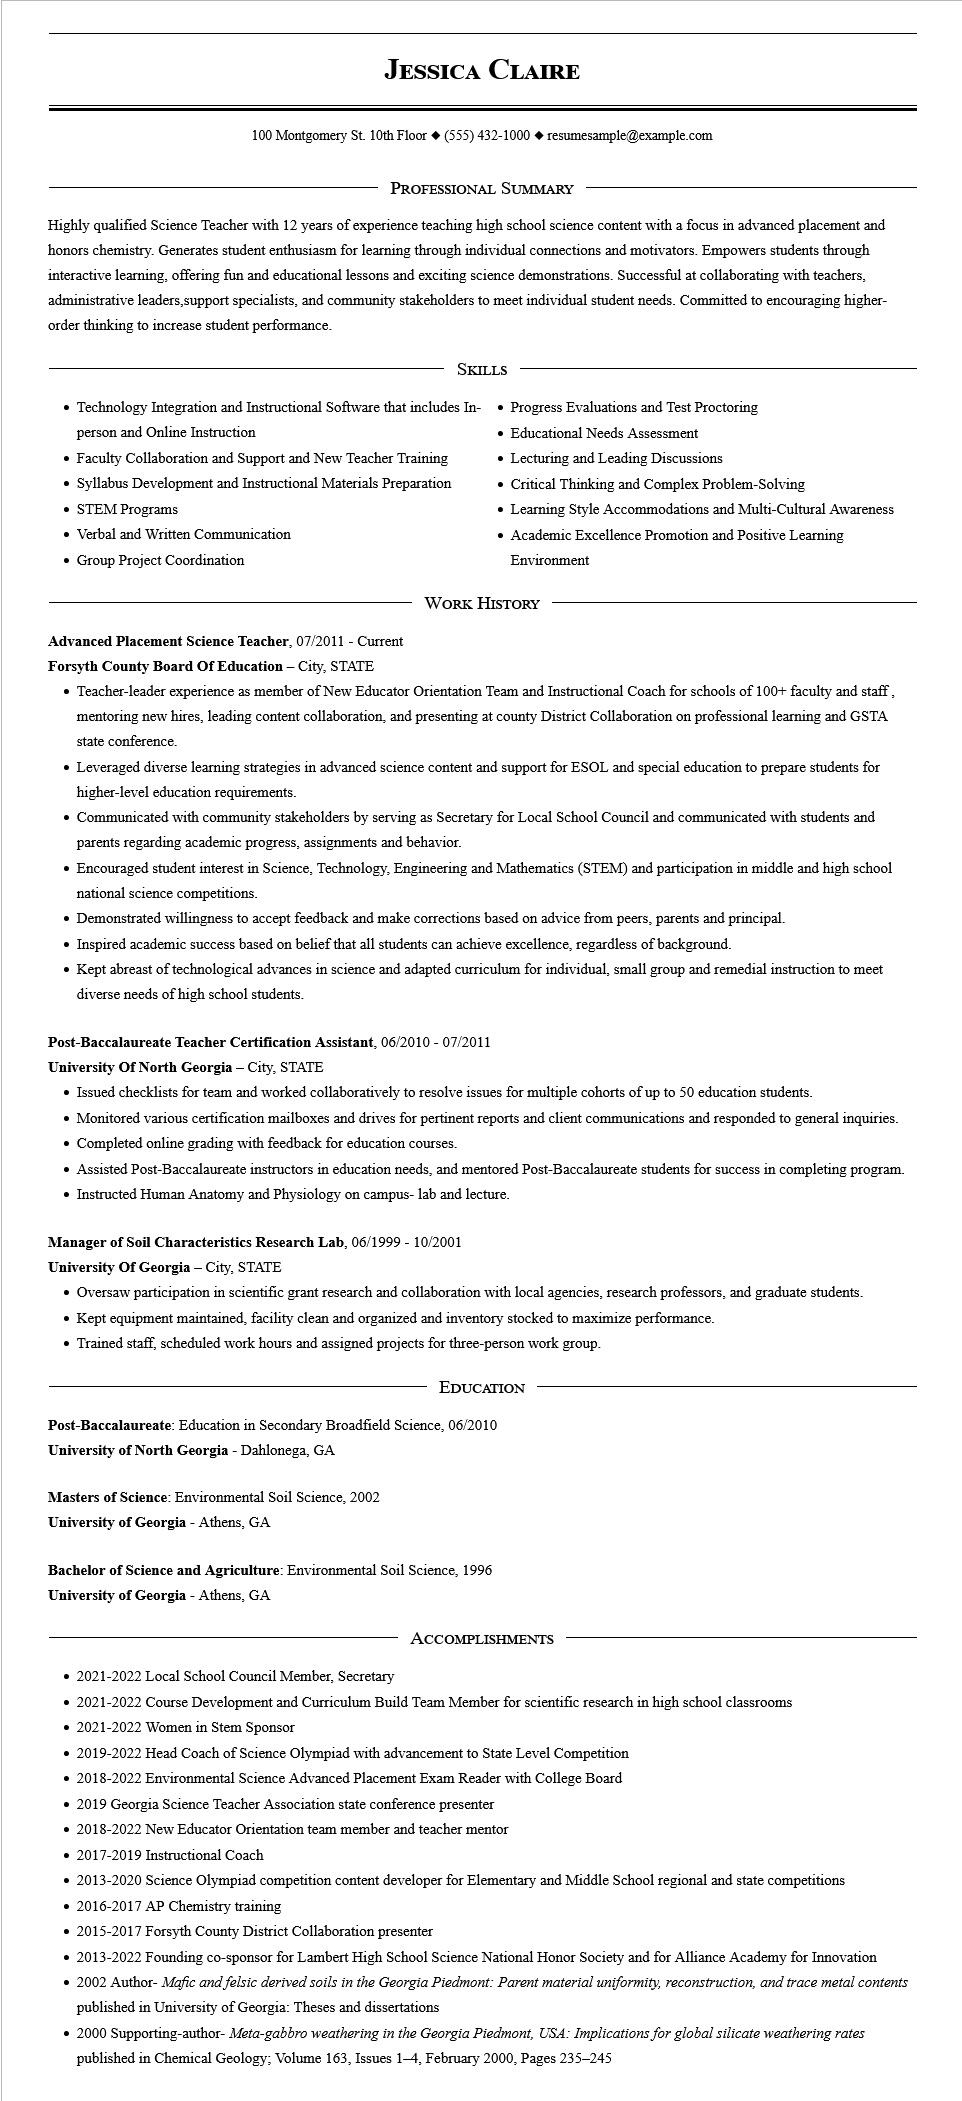 Jessica Claire
100 Montgomery St. 10th Floor ◆ (555) 432-1000 ◆ resumesample@example.com
Professional Summary
Highly qualified Science Teacher with 12 years of experience teaching high school science content with a focus in advanced placement and
honors chemistry. Generates student enthusiasm for learning through individual connections and motivators. Empowers students through
interactive learning, offering fun and educational lessons and exciting science demonstrations. Successful at collaborating with teachers,
administrative leaders,support specialists, and community stakeholders to meet individual student needs. Committed to encouraging higher-
order thinking to increase student performance.
Skills
• Technology Integration and Instructional Software that includes In-
person and Online Instruction
• Faculty Collaboration and Support and New Teacher Training
• Syllabus Development and Instructional Materials Preparation
• STEM Programs
• Verbal and Written Communication
• Group Project Coordination
• Progress Evaluations and Test Proctoring
• Educational Needs Assessment
• Lecturing and Leading Discussions
• Critical Thinking and Complex Problem-Solving
• Learning Style Accommodations and Multi-Cultural Awareness
• Academic Excellence Promotion and Positive Learning
Environment
Work History
Advanced Placement Science Teacher, 07/2011 - Current
Forsyth County Board Of Education – City, STATE
• Teacher-leader experience as member of New Educator Orientation Team and Instructional Coach for schools of 100+ faculty and staff ,
mentoring new hires, leading content collaboration, and presenting at county District Collaboration on professional learning and GSTA
state conference.
• Leveraged diverse learning strategies in advanced science content and support for ESOL and special education to prepare students for
higher-level education requirements.
• Communicated with community stakeholders by serving as Secretary for Local School Council and communicated with students and
parents regarding academic progress, assignments and behavior.
• Encouraged student interest in Science, Technology, Engineering and Mathematics (STEM) and participation in middle and high school
national science competitions.
• Demonstrated willingness to accept feedback and make corrections based on advice from peers, parents and principal.
• Inspired academic success based on belief that all students can achieve excellence, regardless of background.
• Kept abreast of technological advances in science and adapted curriculum for individual, small group and remedial instruction to meet
diverse needs of high school students.
Post-Baccalaureate Teacher Certification Assistant, 06/2010 - 07/2011
University Of North Georgia – City, STATE
• Issued checklists for team and worked collaboratively to resolve issues for multiple cohorts of up to 50 education students.
• Monitored various certification mailboxes and drives for pertinent reports and client communications and responded to general inquiries.
• Completed online grading with feedback for education courses.
• Assisted Post-Baccalaureate instructors in education needs, and mentored Post-Baccalaureate students for success in completing program.
• Instructed Human Anatomy and Physiology on campus- lab and lecture.
Manager of Soil Characteristics Research Lab, 06/1999 - 10/2001
University Of Georgia – City, STATE
• Oversaw participation in scientific grant research and collaboration with local agencies, research professors, and graduate students.
• Kept equipment maintained, facility clean and organized and inventory stocked to maximize performance.
• Trained staff, scheduled work hours and assigned projects for three-person work group.
Education
Post-Baccalaureate: Education in Secondary Broadfield Science, 06/2010
University of North Georgia - Dahlonega, GA
Masters of Science: Environmental Soil Science, 2002
University of Georgia - Athens, GA
Bachelor of Science and Agriculture: Environmental Soil Science, 1996
University of Georgia - Athens, GA
Accomplishments
• 2021-2022 Local School Council Member, Secretary
• 2021-2022 Course Development and Curriculum Build Team Member for scientific research in high school classrooms
• 2021-2022 Women in Stem Sponsor
• 2019-2022 Head Coach of Science Olympiad with advancement to State Level Competition
• 2018-2022 Environmental Science Advanced Placement Exam Reader with College Board
• 2019 Georgia Science Teacher Association state conference presenter
• 2018-2022 New Educator Orientation team member and teacher mentor
• 2017-2019 Instructional Coach
• 2013-2020 Science Olympiad competition content developer for Elementary and Middle School regional and state competitions
• 2016-2017 AP Chemistry training
• 2015-2017 Forsyth County District Collaboration presenter
• 2013-2022 Founding co-sponsor for Lambert High School Science National Honor Society and for Alliance Academy for Innovation
• 2002 Author- Mafic and felsic derived soils in the Georgia Piedmont: Parent material uniformity, reconstruction, and trace metal contents
published in University of Georgia: Theses and dissertations
• 2000 Supporting-author- Meta-gabbro weathering in the Georgia Piedmont, USA: Implications for global silicate weathering rates
published in Chemical Geology; Volume 163, Issues 1–4, February 2000, Pages 235–245